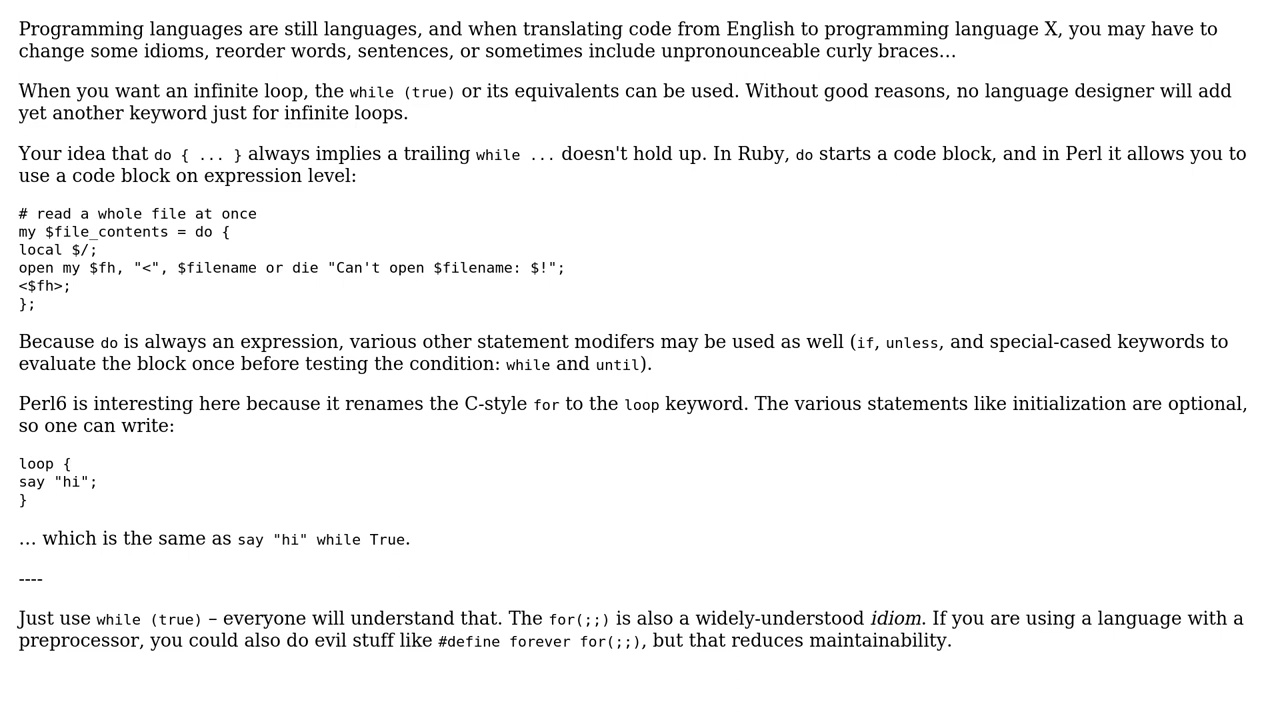 Programming languages are still languages, and when translating code from English to programming language X, you may have to
change some idioms, reorder words, sentences, or sometimes include unpronounceable curly braces…
When you want an infinite loop, the while (true) or its equivalents can be used. Without good reasons, no language designer will add
yet another keyword just for infinite loops.
Your idea that do { ... } always implies a trailing while ... doesn't hold up. In Ruby, do starts a code block, and in Perl it allows you to
use a code block on expression level:
# read a whole file at once
my $file_contents = do {
local $/;
open my $fh, "<", $filename or die "Can't open $filename: $!";
<$fh>;
};
Because do is always an expression, various other statement modifers may be used as well (if, unless, and special-cased keywords to
evaluate the block once before testing the condition: while and until).
Perl6 is interesting here because it renames the C-style for to the loop keyword. The various statements like initialization are optional,
so one can write:
loop {
say "hi";
}
… which is the same as say "hi" while True.
----
Just use while (true) – everyone will understand that. The for(;;) is also a widely-understood idiom. If you are using a language with a
preprocessor, you could also do evil stuff like #define forever for(;;), but that reduces maintainability.